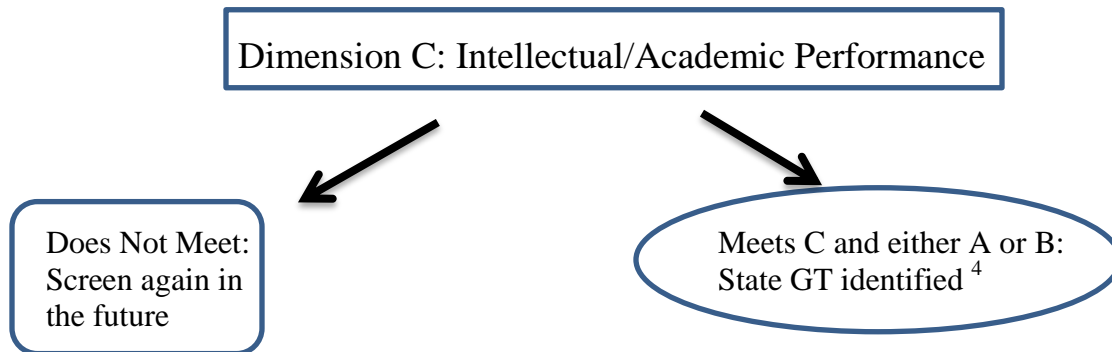 Dimension C: Intellectual/Academic Performance
Does Not Meet:
Screen again in
the future
Meets C and either A or B:
State GT identified 4